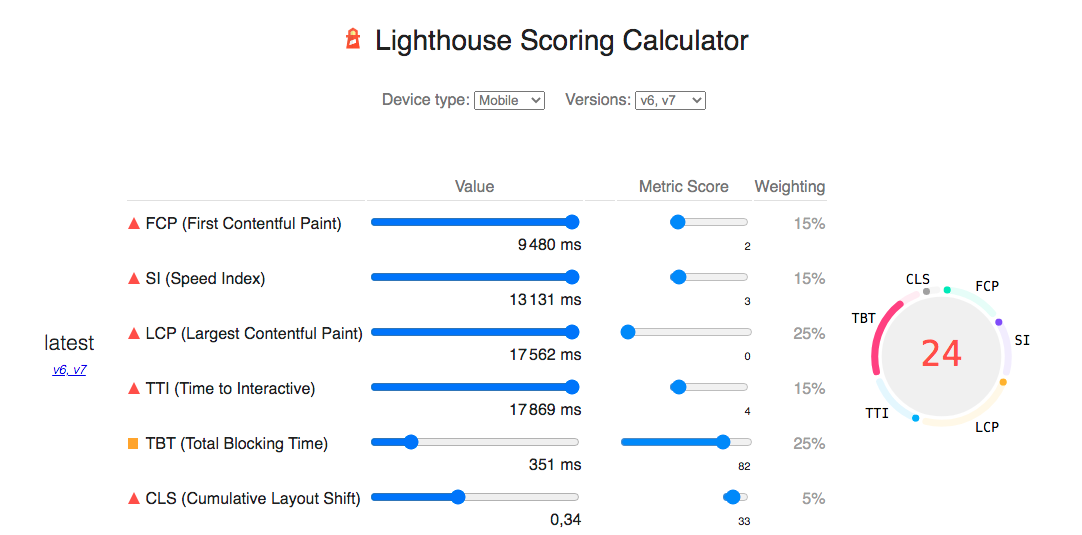 Lighthouse Scoring Calculator
Device type: Mobile Versions: v6, v7
Value Metric Score Weighting
FCP (First Contentful Paint) 15%
9 480 ms 2
SI (Speed Index) 15%
13 131 ms 3
LCP (Largest Contentful Paint) 25%
17 562 ms 0
TTI (Time to Interactive) 15%
17 869 ms 4
TBT (Total Blocking Time) 25%
351 ms 82
CLS (Cumulative Layout Shift) 5%
0,34 33
latest
v6, v7
CLS
FCP
TBT
SI
24
TTI
LCP